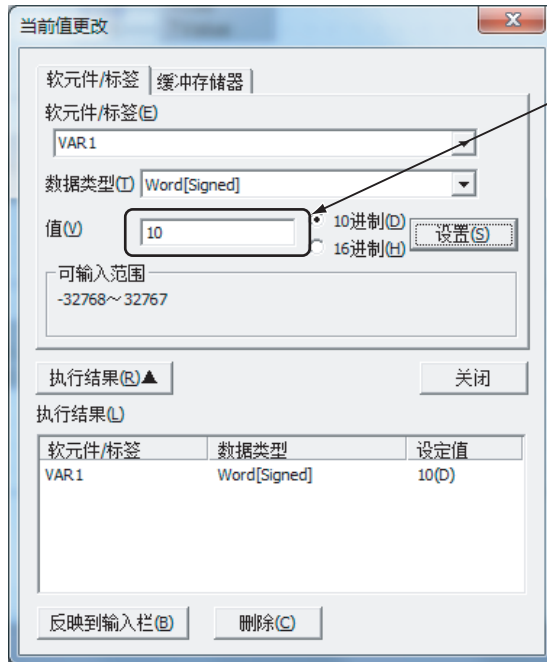 当前值更改
软元件/标签 缓冲存储器
软元件/标签(E)
VAR1
数据类型(T) Word[Signed]
值(V) 10 10进制(D) 设置(S)
16进制(H)
可输入范围
-32768～32767
执行结果(R)▲ 关闭
执行结果(L)
软元件/标签 数据类型 设定值
VAR1 Word[Signed] 10(D)
反映到输入栏(B) 删除(C)